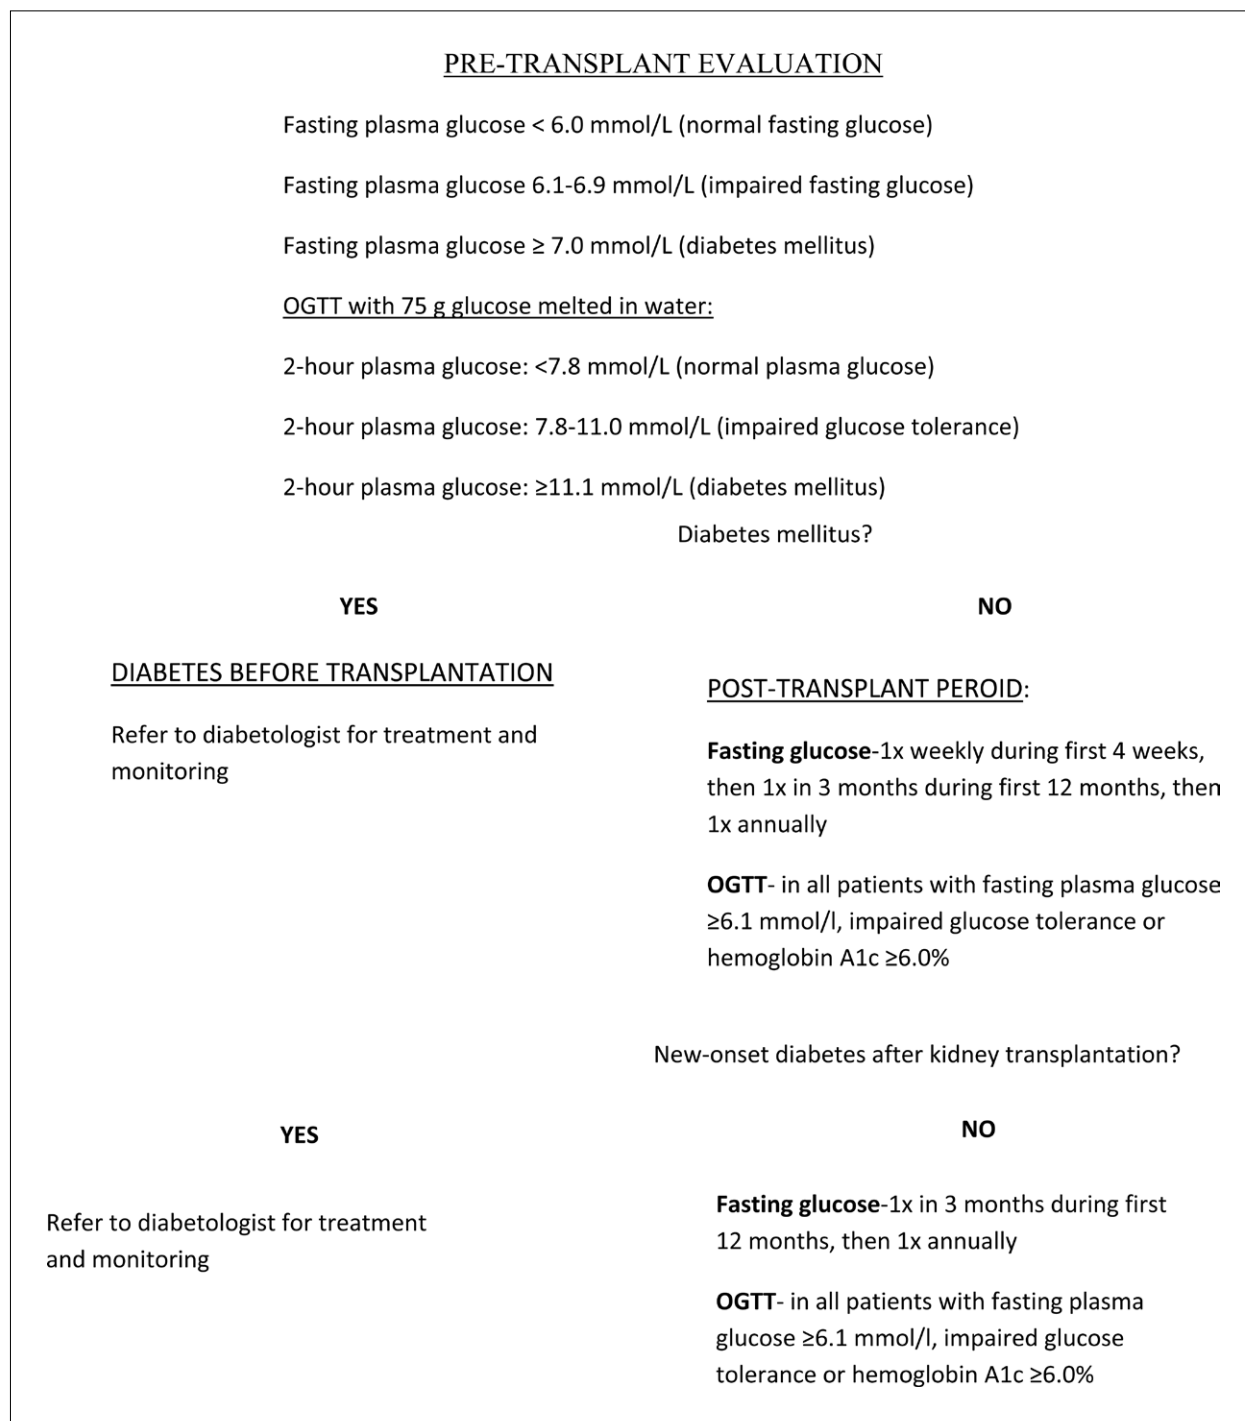 PRE-TRANSPLANT EVALUATION
Fasting plasma glucose < 6.0 mmol/L (normal fasting glucose)
Fasting plasma glucose 6.1-6.9 mmol/L (impaired fasting glucose)
Fasting plasma glucose ≥ 7.0 mmol/L (diabetes mellitus)
OGTT with 75 g glucose melted in water:
2-hour plasma glucose: <7.8 mmol/L (normal plasma glucose)
2-hour plasma glucose: 7.8-11.0 mmol/L (impaired glucose tolerance)
2-hour plasma glucose: ≥11.1 mmol/L (diabetes mellitus)
Diabetes mellitus?
YES
DIABETES BEFORE TRANSPLANTATION
Refer to diabetologist for treatment and
monitoring
NO
POST-TRANSPLANT PEROID:
Fasting glucose-1x weekly during first 4 weeks,
then 1x in 3 months during first 12 months, then
1x annually
OGTT- in all patients with fasting plasma glucose
≥6.1 mmol/l, impaired glucose tolerance or
hemoglobin A1c ≥6.0%
New-onset diabetes after kidney transplantation?
YES
Refer to diabetologist for treatment
and monitoring
NO
Fasting glucose-1x in 3 months during first
12 months, then 1x annually
OGTT- in all patients with fasting plasma
glucose ≥6.1 mmol/l, impaired glucose
tolerance or hemoglobin A1c ≥6.0%